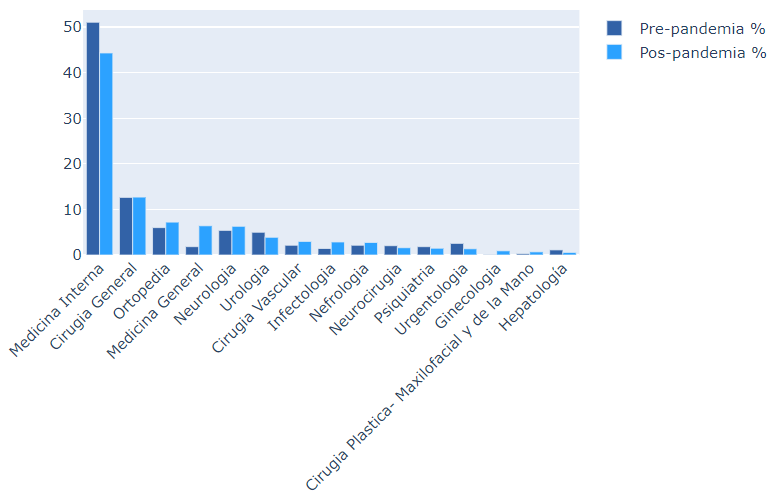 50
40
30
20
10
0
Medicina Interna
Cirugia General
Ortopedia
Medicina General
Neurologia
Urologia
Cirugia Vascular
Infectologia
Nefrologia
Neurocirugia
Psiquiatria
Urgentologia
Ginecologia
Cirugia Plastica- Maxilofacial y de la Mano
Hepatología
Pre-pandemia %
Pos-pandemia %